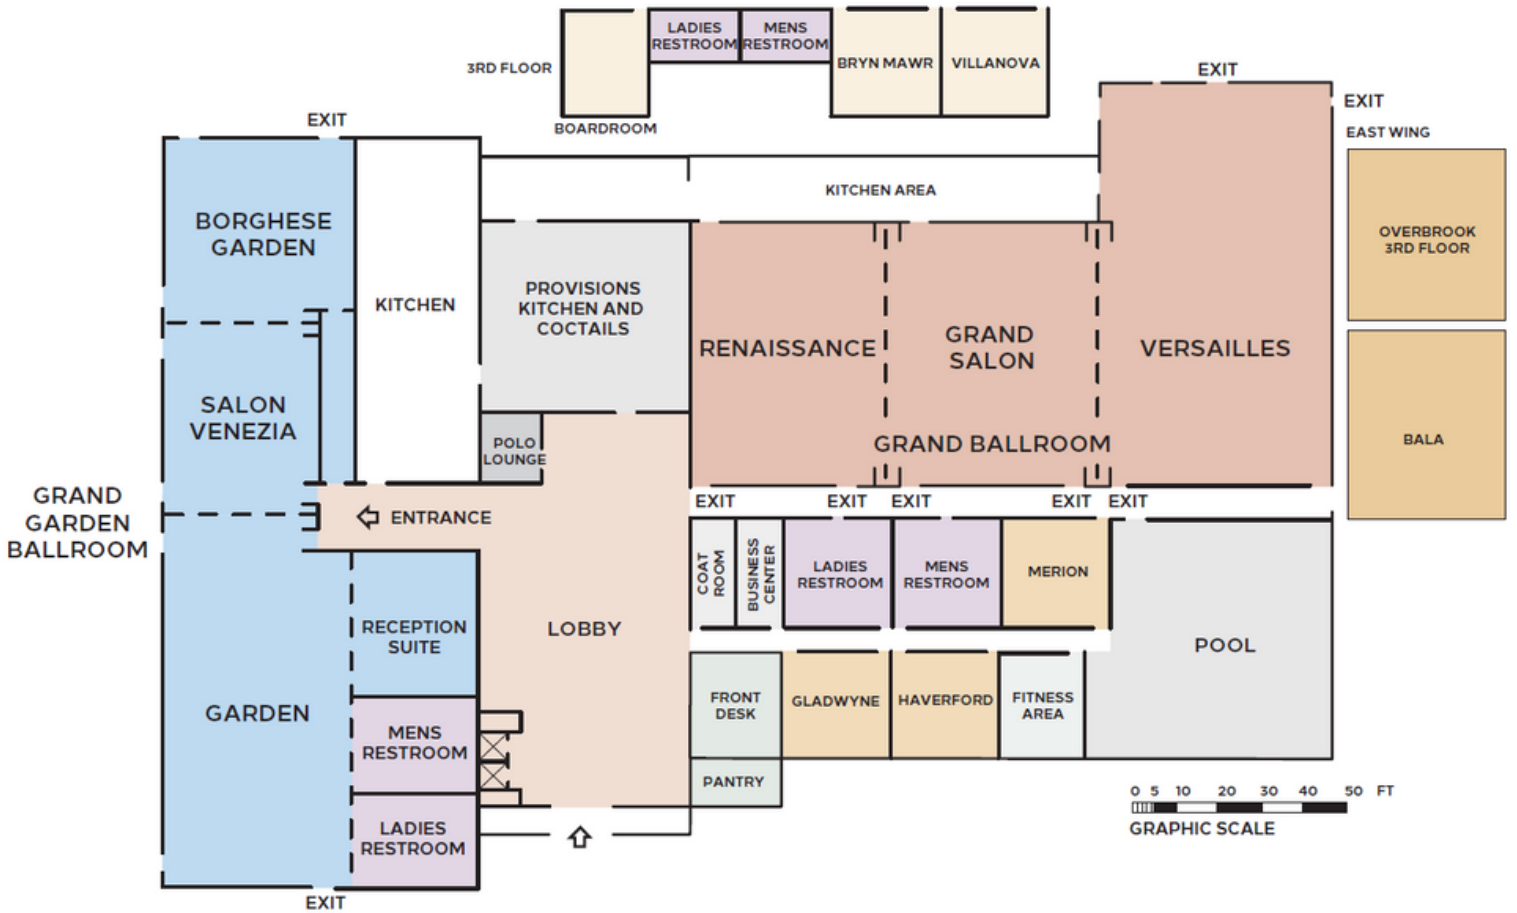 LADIES
RESTROOM
MENS
RESTROOM
3RD FLOOR
BRYN MAWR
VILLANOVA
BOARDROOM
EXIT
EXIT
EAST WING
EXIT
KITCHEN AREA
BORGHESE
GARDEN
OVERBROOK
3RD FLOOR
KITCHEN
PROVISIONS
KITCHEN AND
COCTAILS
RENAISSANCE
GRAND
SALON
VERSAILLES
SALON
VENEZIA
POLO
LOUNGE
GRAND BALLROOM
BALA
GRAND
GARDEN
BALLROOM
ENTRANCE
EXIT
EXIT
EXIT
EXIT
EXIT
COAT
ROOM
BUSINESS
CENTER
LADIES
RESTROOM
MENS
RESTROOM
MERION
RECEPTION
SUITE
LOBBY
POOL
GARDEN
MENS
RESTROOM
FRONT
DESK
GLADWYNE
HAVERFORD
FITNESS
AREA
PANTRY
0 5 10 20 30 40 50 FT
GRAPHIC SCALE
LADIES
RESTROOM
EXIT